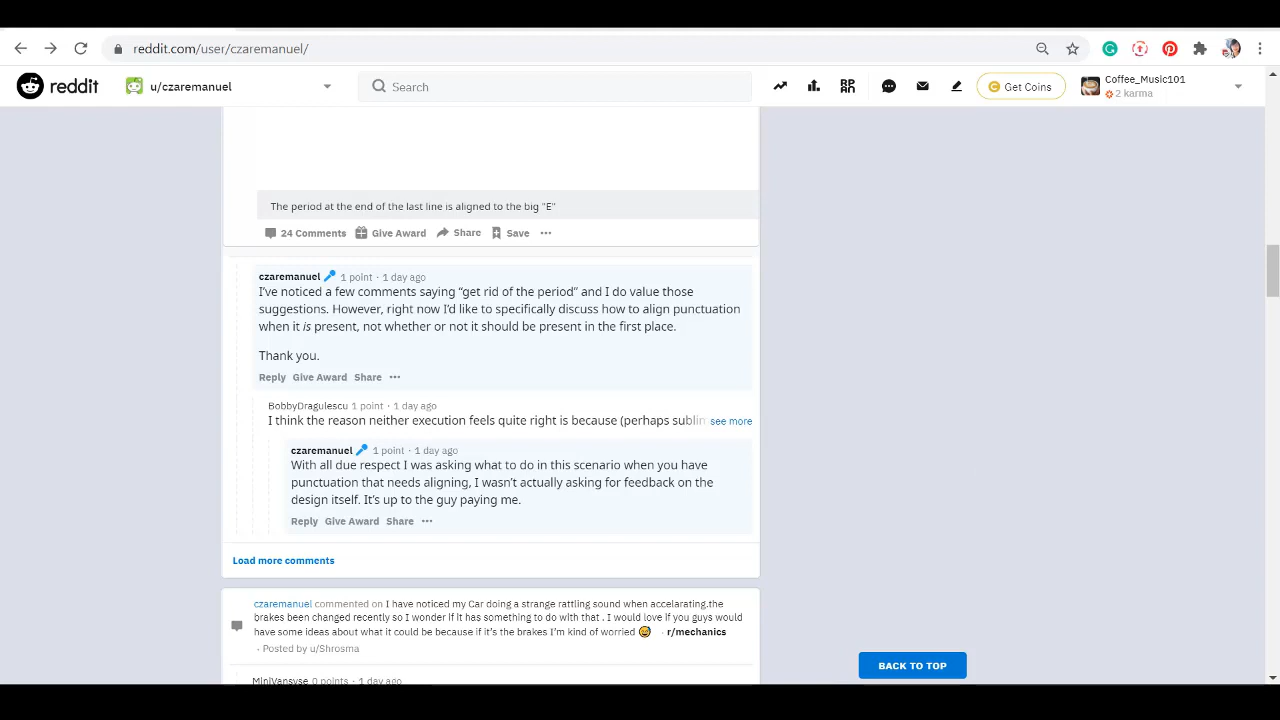 reddit.com/user/czaremanuel/
reddit
u/czaremanuel
Search
Get Coins
Coffee_Music101
2 karma
The period at the end of the last line is aligned to the big "E"
24 Comments Give Award Share Save ···
czaremanuel 1 point · 1 day ago
I've noticed a few comments saying “get rid of the period” and I do value those
suggestions. However, right now I'd like to specifically discuss how to align punctuation
when it is present, not whether or not it should be present in the first place.
Thank you.
Reply Give Award Share ···
BobbyDragulescu 1 point · 1 day ago
I think the reason neither execution feels quite right is because (perhaps sublin see more
czaremanuel 1 point · 1 day ago
With all due respect I was asking what to do in this scenario when you have
punctuation that needs aligning, I wasn't actually asking for feedback on the
design itself. It's up to the guy paying me.
Reply Give Award Share ···
Load more comments
czaremanuel commented on I have noticed my Car doing a strange rattling sound when accelarating.the
brakes been changed recently so I wonder if it has something to do with that . I would love if you guys would
have some ideas about what it could be because if it's the brakes I'm kind of worried 😅 · r/mechanics
· Posted by u/Shrosma
BACK TO TOP
MiniVansyse 0 points · 1 day ago